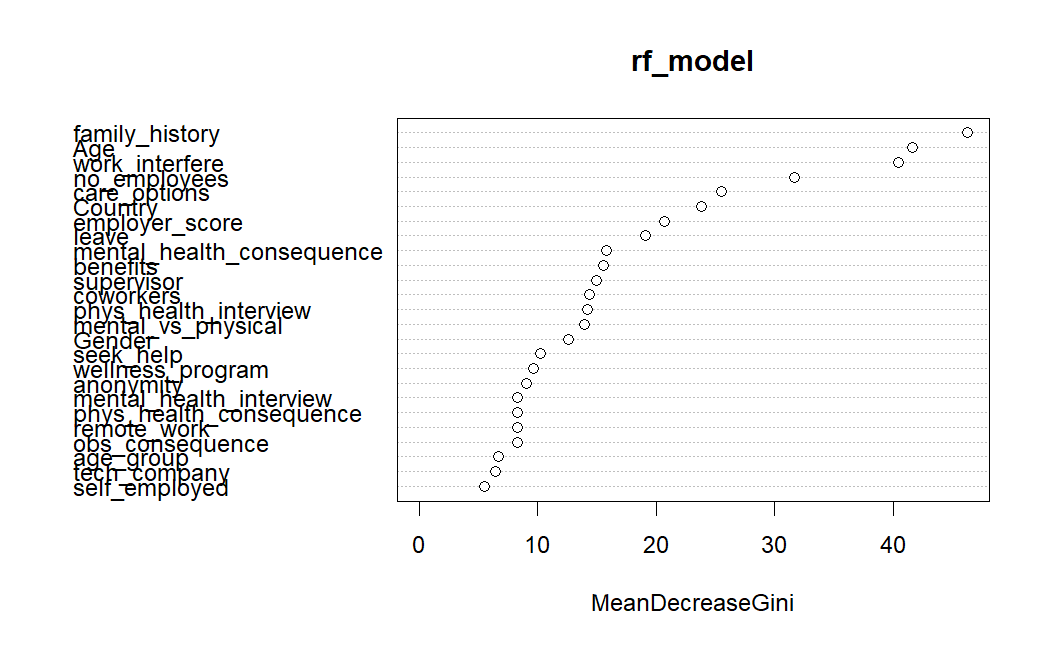 rf_model
family_history
Age
work_interfere
no_employees
care_options
Country
employer_score
leave
mental_health_consequence
benefits
supervisor
coworkers
phys_health_interview
mental_vs_physical
Gender
seek_help
wellness_program
anonymity
mental_health_interview
phys_health_consequence
remote_work
obs_consequence
age_group
tech_company
self_employed
0 10 20 30 40
MeanDecreaseGini